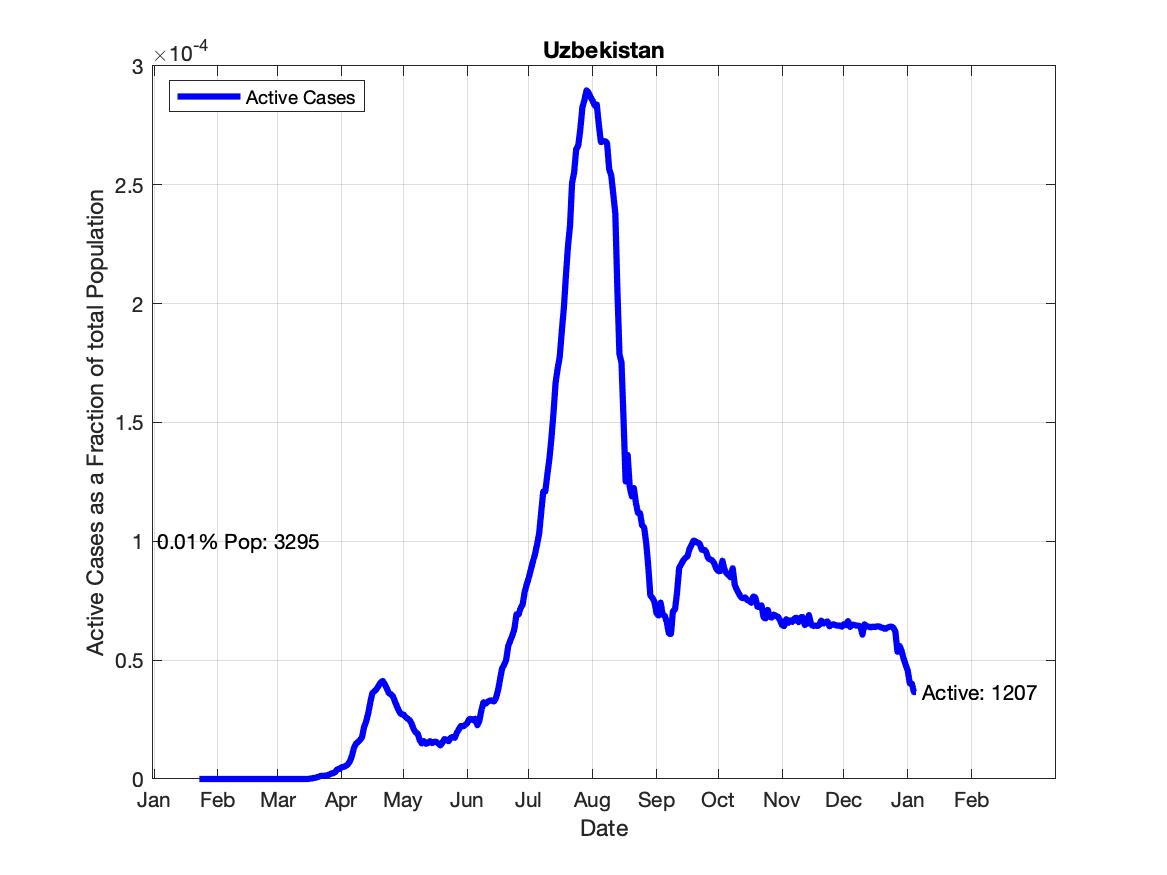 Uzbekistan
×10^-4
Active Cases
3
2.5
2
1.5
1
0.5
0
Active Cases as a Fraction of total Population
0.01% Pop: 3295
Active: 1207
Jan Feb Mar Apr May Jun Jul Aug Sep Oct Nov Dec Jan Feb
Date